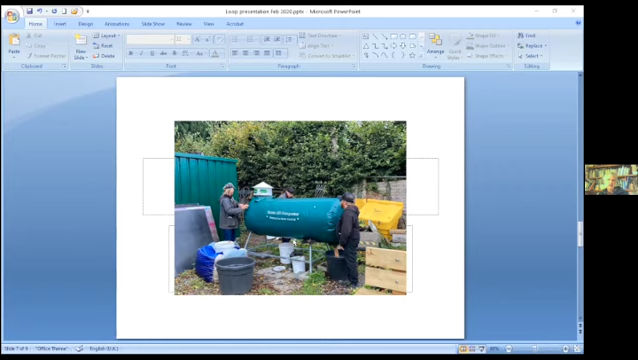 Loop presentation Feb 2020.pptx - Microsoft PowerPoint
Home Insert Design Animations Slide Show Review View Acrobat
Cut
Copy
Format Painter
Paste
Clipboard
New Slide
Layout
Reset
Delete
Slides
Font
Paragraph
Text Direction
Align Text
Convert to SmartArt
Arrange
Quick Styles
Shape Fill
Shape Outline
Shape Effects
Drawing
Find
Replace
Select
Editing
Slide 7 of 8 "Office Theme" English (U.K.)